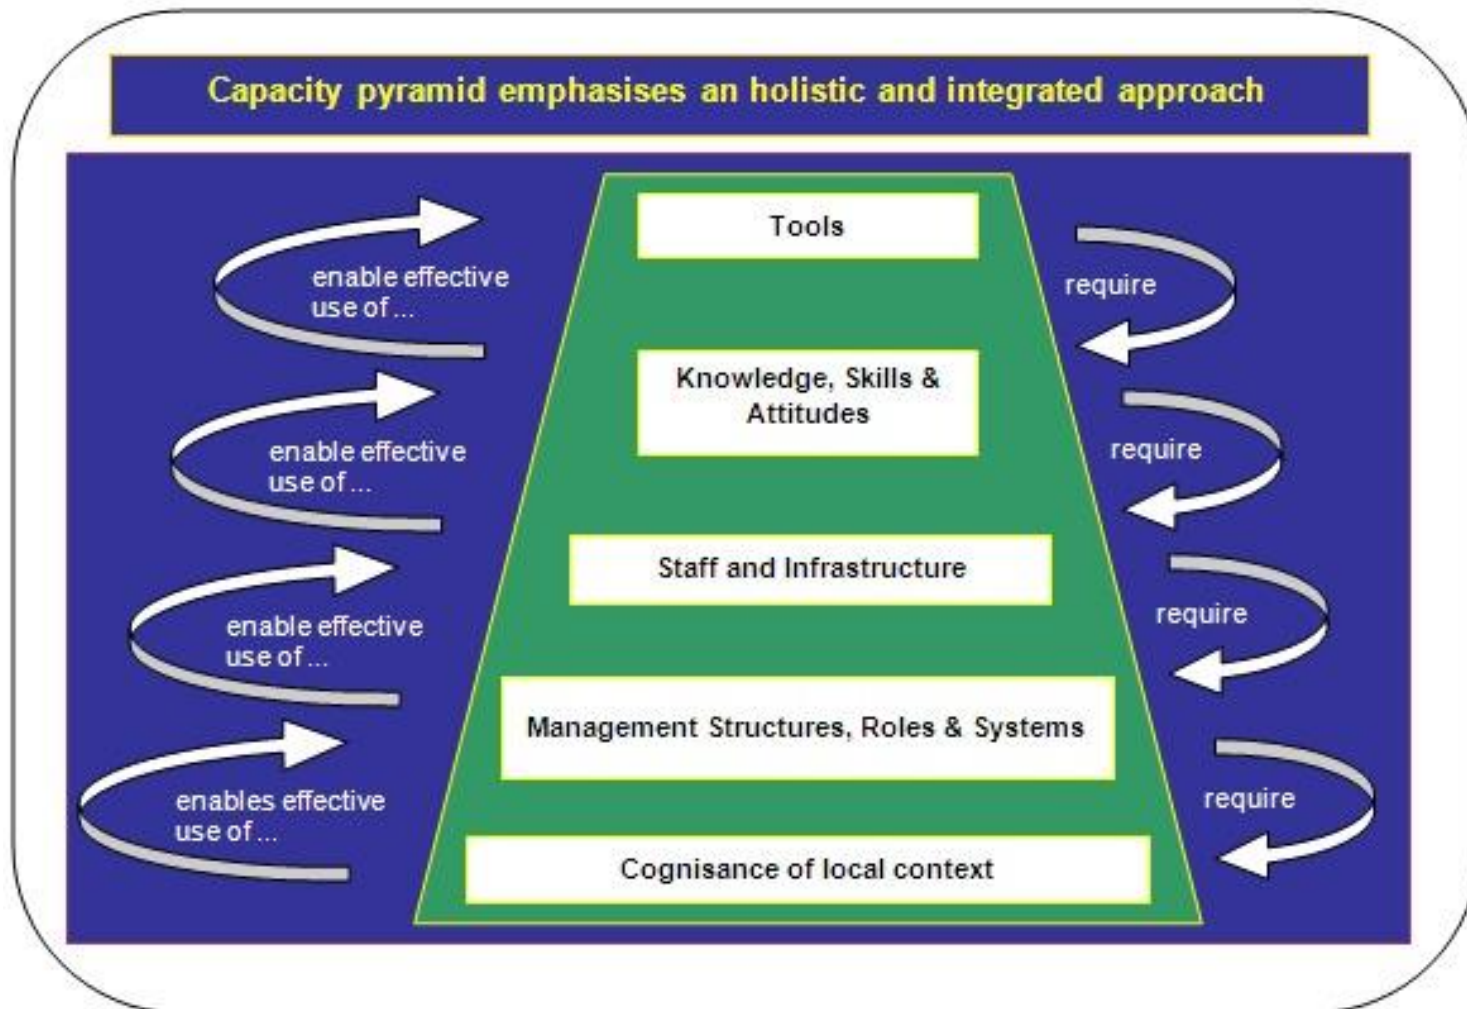 Capacity pyramid emphasises an holistic and integrated approach
Tools
enable effective
use of ...
require
Knowledge, Skills &
Attitudes
enable effective
use of ...
require
Staff and Infrastructure
enable effective
use of ...
require
Management Structures, Roles & Systems
enables effective
use of ...
require
Cognisance of local context